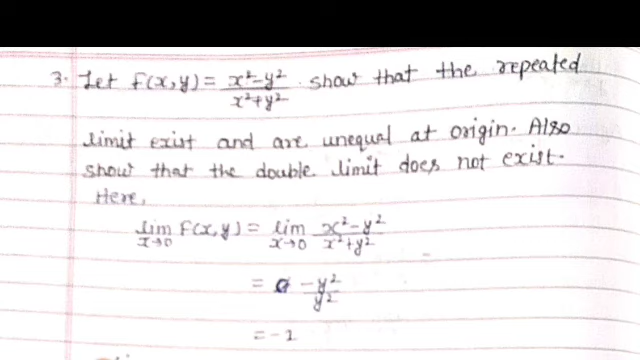 3. Let F(x,y) = x²-y² / x²+y² . show that the repeated
limit exist and are unequal at origin. Also
show that the double limit does not exist.
Here,
lim x→0 F(x,y) = lim x→0 x²-y² / x²+y²
= -y² / y²
= -1